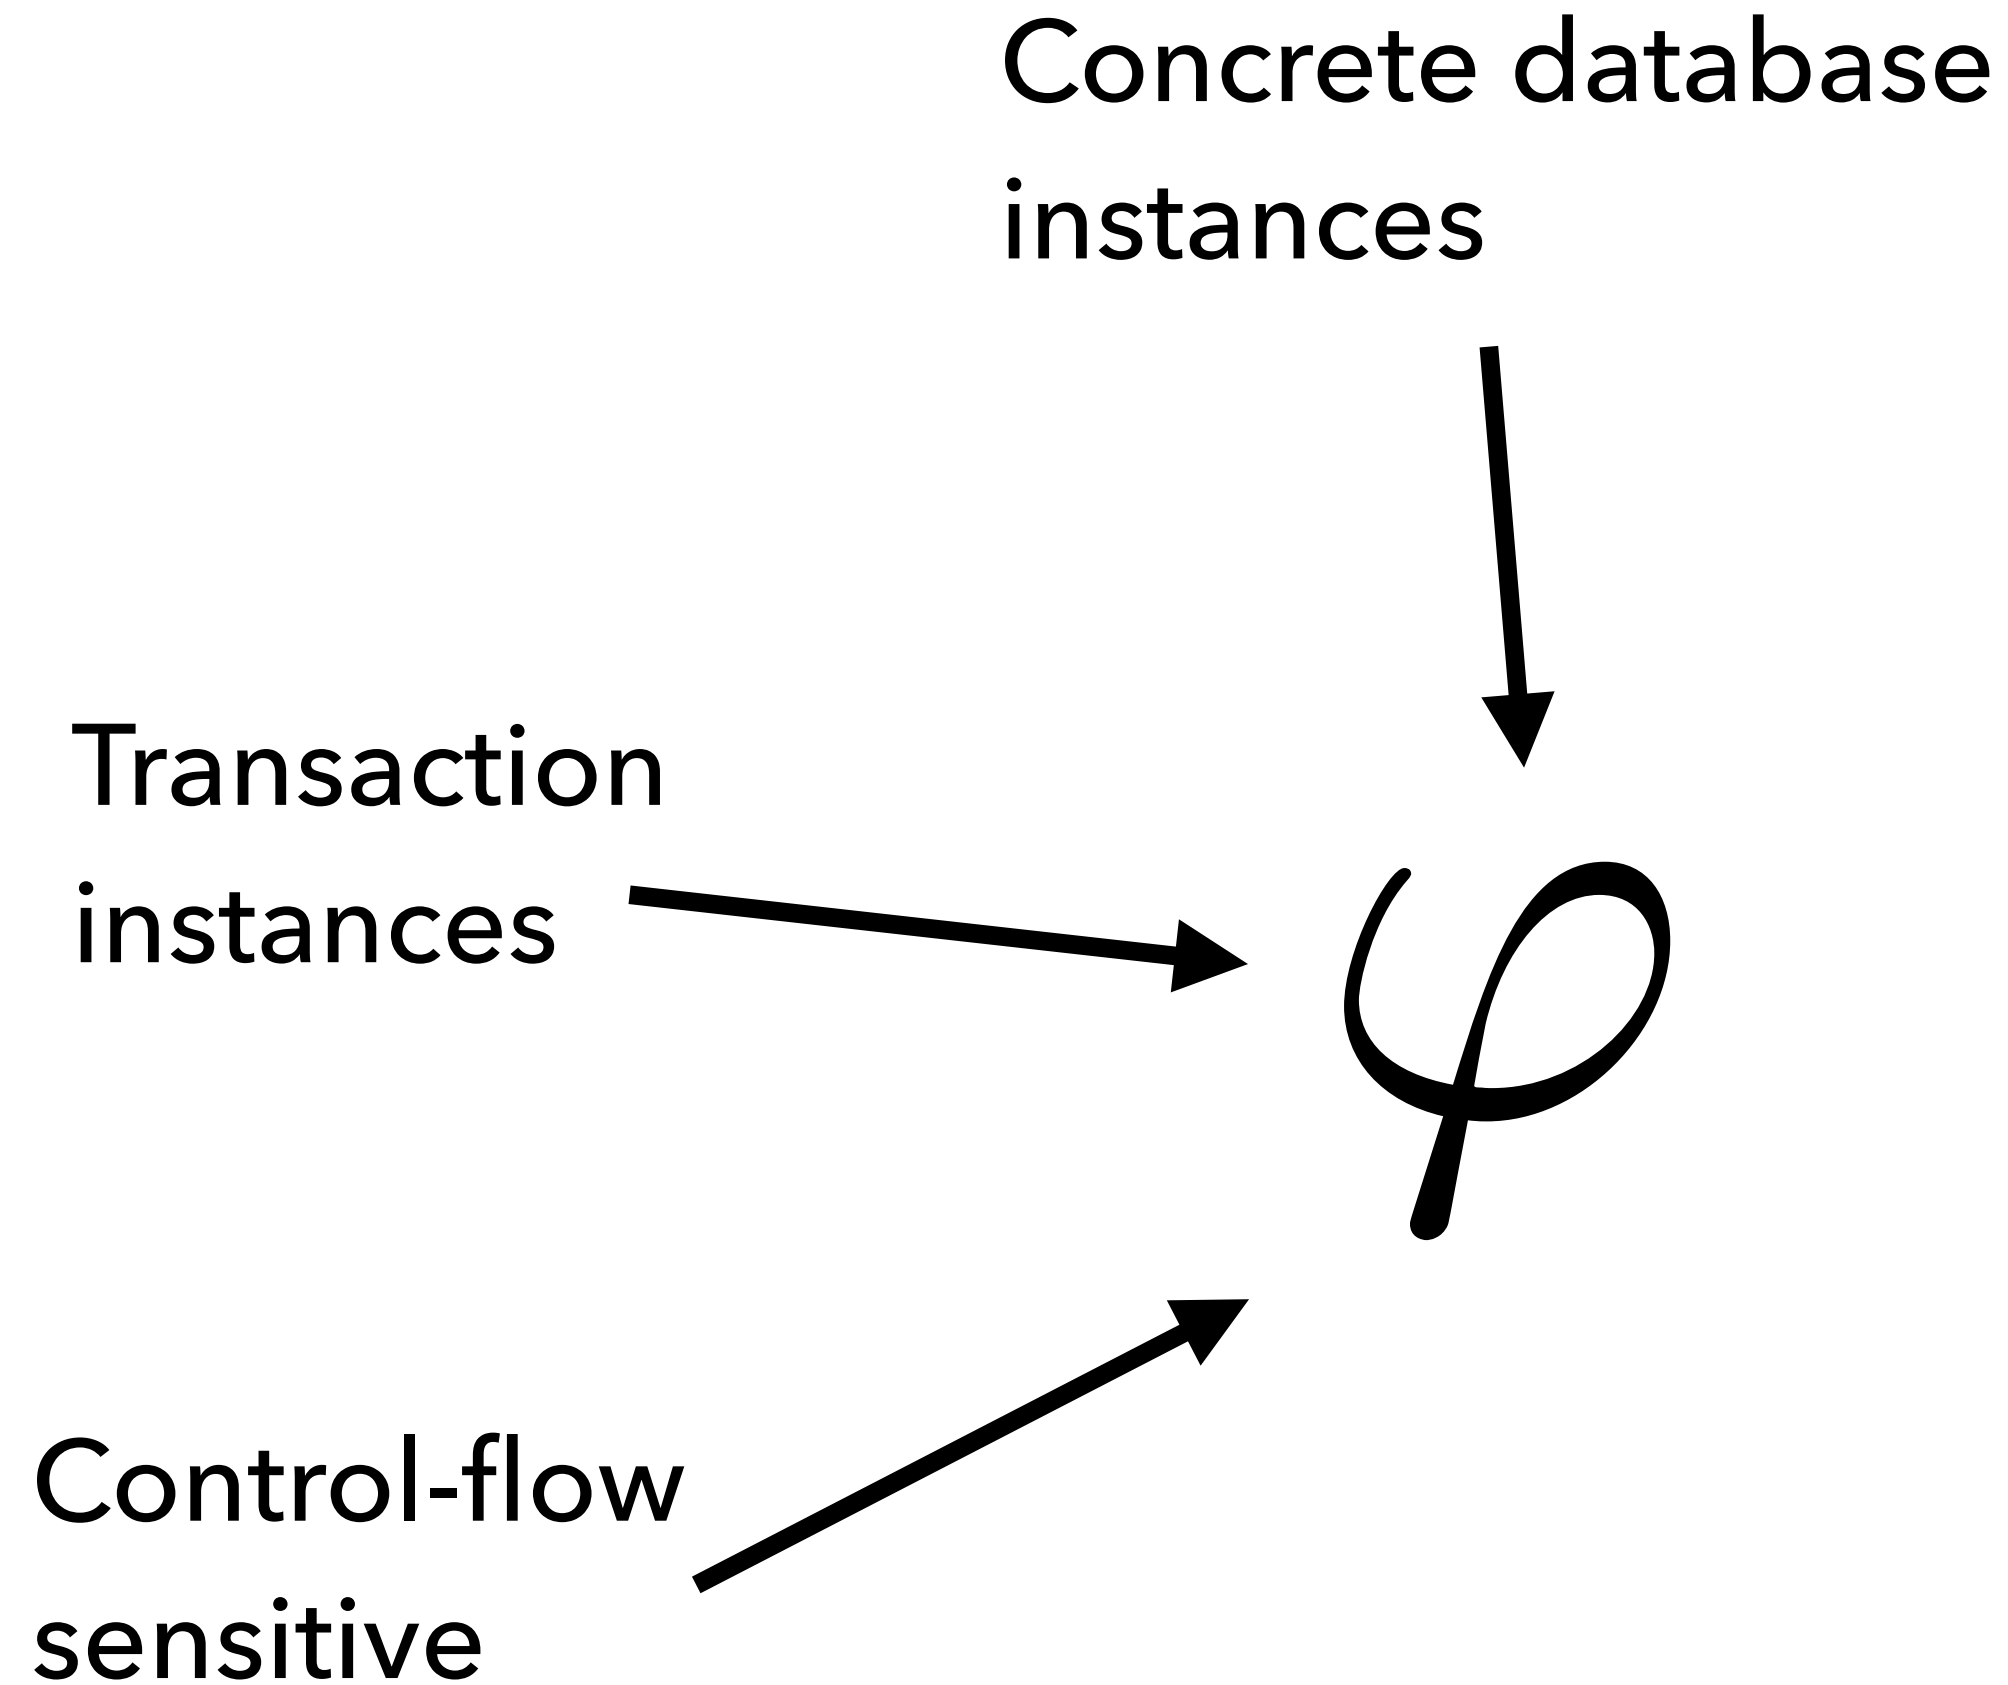 Concrete database
instances
Transaction
instances
φ
Control-flow
sensitive